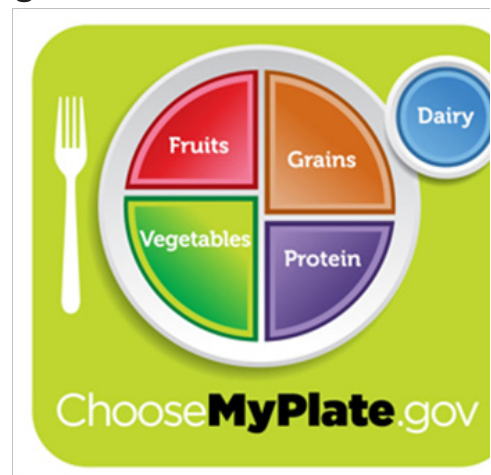 Dairy
Fruits
Grains
Vegetables
Protein
ChooseMyPlate.gov